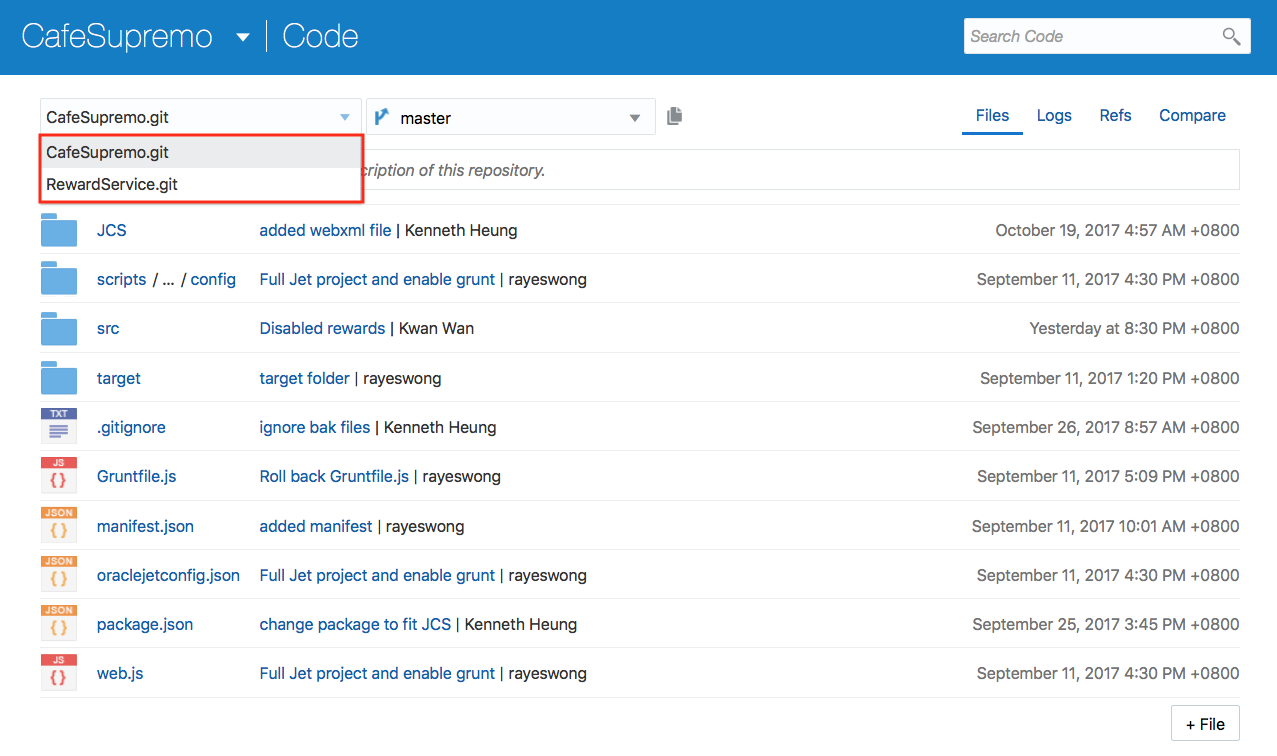 CafeSupremo Code Search Code
CafeSupremo.git master Files Logs Refs Compare
CafeSupremo.git
cription of this repository.
RewardService.git
JCS added webxml file | Kenneth Heung October 19, 2017 4:57 AM +0800
scripts / ... / config Full Jet project and enable grunt | rayeswong September 11, 2017 4:30 PM +0800
src Disabled rewards | Kwan Wan Yesterday at 8:30 PM +0800
target target folder | rayeswong September 11, 2017 1:20 PM +0800
TXT
.gitignore ignore bak files | Kenneth Heung September 26, 2017 8:57 AM +0800
JS
{ } Gruntfile.js Roll back Gruntfile.js | rayeswong September 11, 2017 5:09 PM +0800
JSON
{ } manifest.json added manifest | rayeswong September 11, 2017 10:01 AM +0800
JSON
{ } oraclejetconfig.json Full Jet project and enable grunt | rayeswong September 11, 2017 4:30 PM +0800
JSON
{ } package.json change package to fit JCS | Kenneth Heung September 25, 2017 3:45 PM +0800
JS
{ } web.js Full Jet project and enable grunt | rayeswong September 11, 2017 4:30 PM +0800
+ File